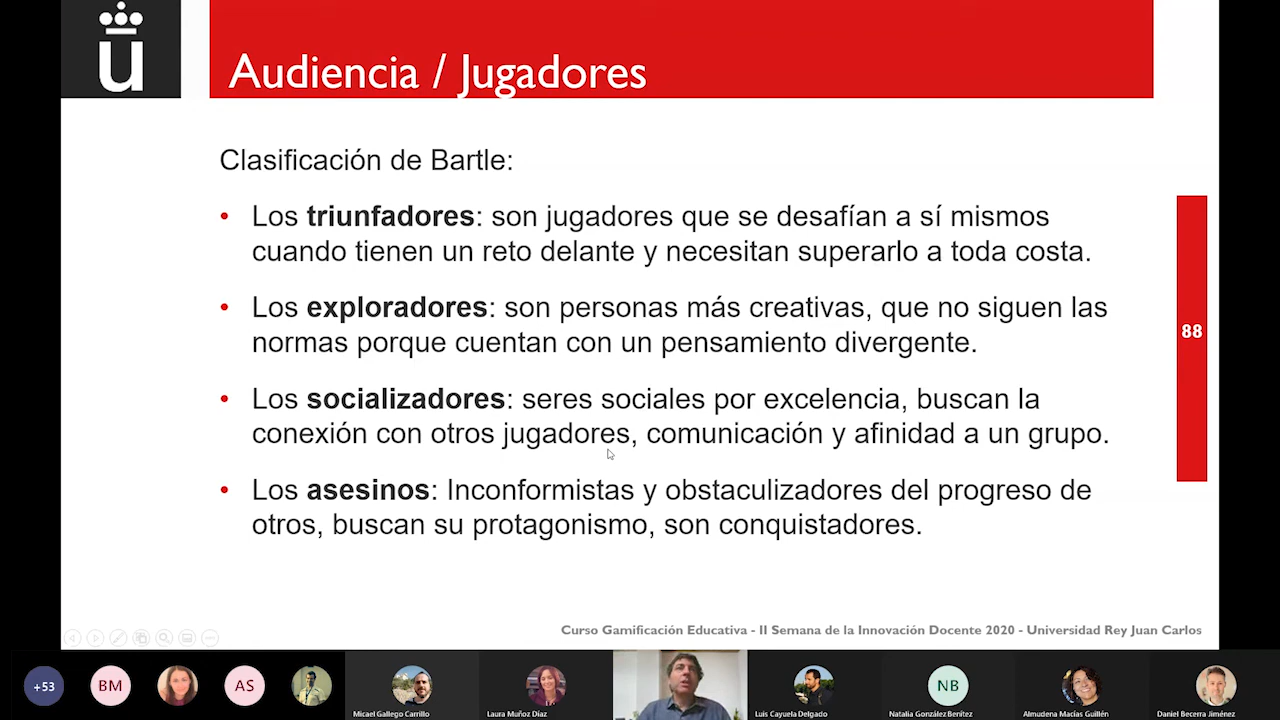 Audiencia / Jugadores
Clasificación de Bartle:
• Los triunfadores: son jugadores que se desafían a sí mismos
cuando tienen un reto delante y necesitan superarlo a toda costa.
• Los exploradores: son personas más creativas, que no siguen las
normas porque cuentan con un pensamiento divergente.
• Los socializadores: seres sociales por excelencia, buscan la
conexión con otros jugadores, comunicación y afinidad a un grupo.
• Los asesinos: Inconformistas y obstaculizadores del progreso de
otros, buscan su protagonismo, son conquistadores.
88
Curso Gamificación Educativa - II Semana de la Innovación Docente 2020 - Universidad Rey Juan Carlos
+53
BM
AS
NB
Micael Gallego Carrillo
Laura Muñoz Díaz
Luis Cayuela Delgado
Natalia González Benítez
Almudena Macías Guillén
Daniel Becerra Jiménez